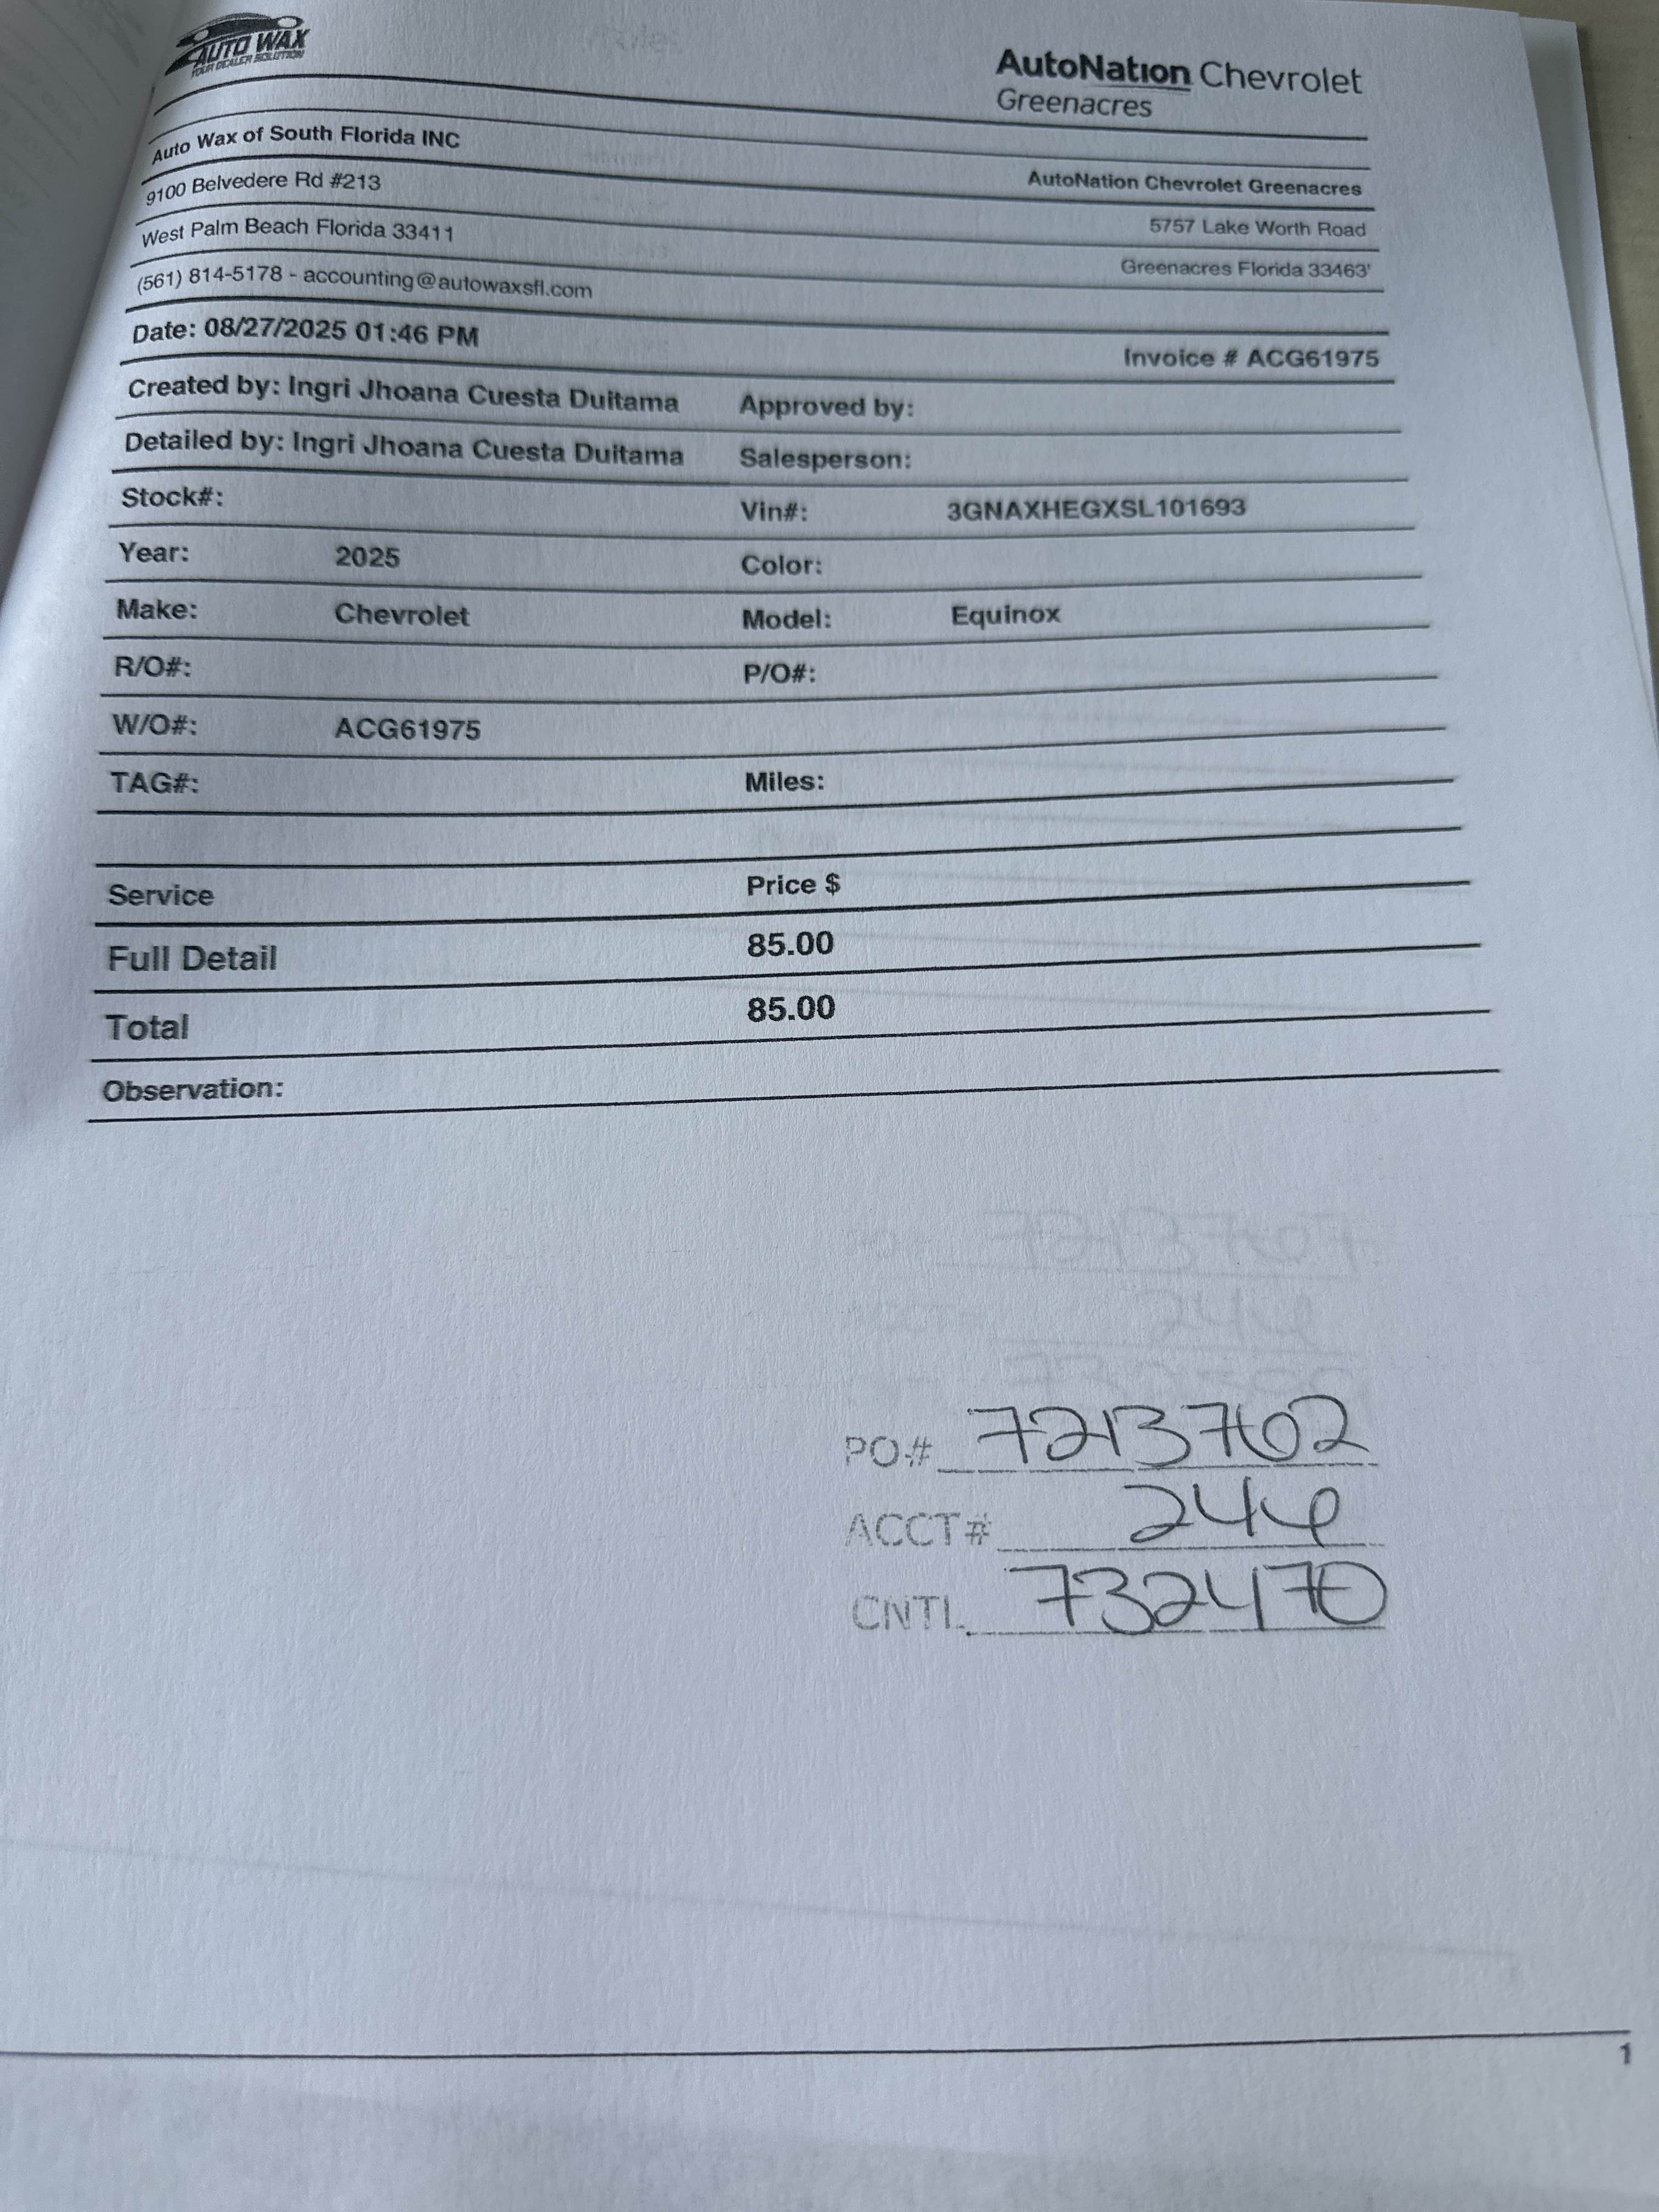 AUTO WAX
YOUR DEALER SOLUTION
AutoNation Chevrolet
Greenacres
Auto Wax of South Florida INC
9100 Belvedere Rd #213
West Palm Beach Florida 33411
(561) 814-5178 - accounting@autowaxsfl.com
AutoNation Chevrolet Greenacres
5757 Lake Worth Road
Greenacres Florida 33463'
Date: 08/27/2025 01:46 PM
Invoice # ACG61975
Created by: Ingri Jhoana Cuesta Duitama Approved by:
Detailed by: Ingri Jhoana Cuesta Duitama Salesperson:
Stock#: Vin#: 3GNAXHEGXSL101693
Year: 2025 Color:
Make: Chevrolet Model: Equinox
R/O#: P/O#:
W/O#: ACG61975
TAG#: Miles:
Service Price $
Full Detail 85.00
Total 85.00
Observation:
PO# 7213702
ACCT# 246
CNTL 732470
1